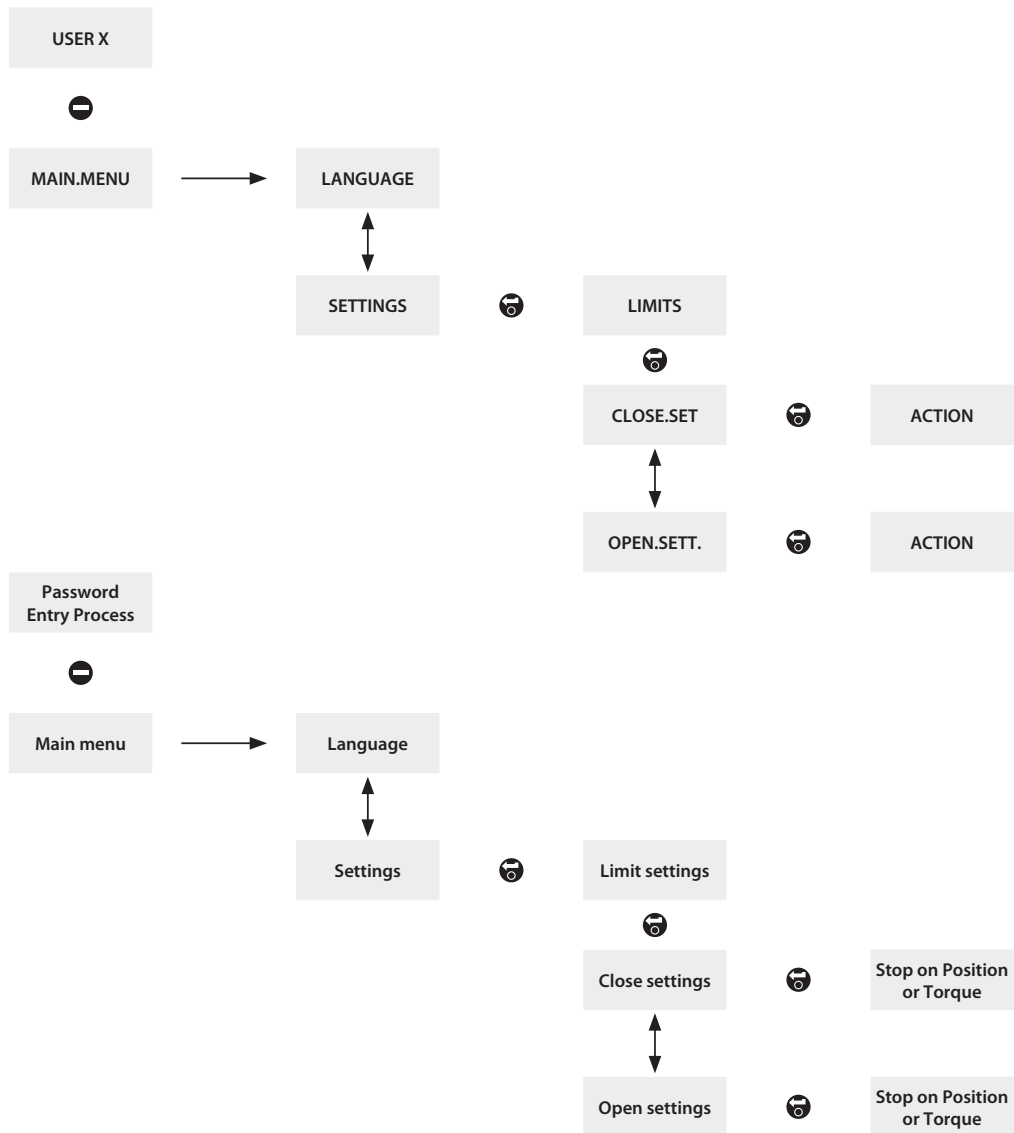 USER X
MAIN.MENU
LANGUAGE
SETTINGS
LIMITS
CLOSE.SET
ACTION
OPEN.SETT.
ACTION
Password
Entry Process
Main menu
Language
Settings
Limit settings
Close settings
Stop on Position
or Torque
Open settings
Stop on Position
or Torque